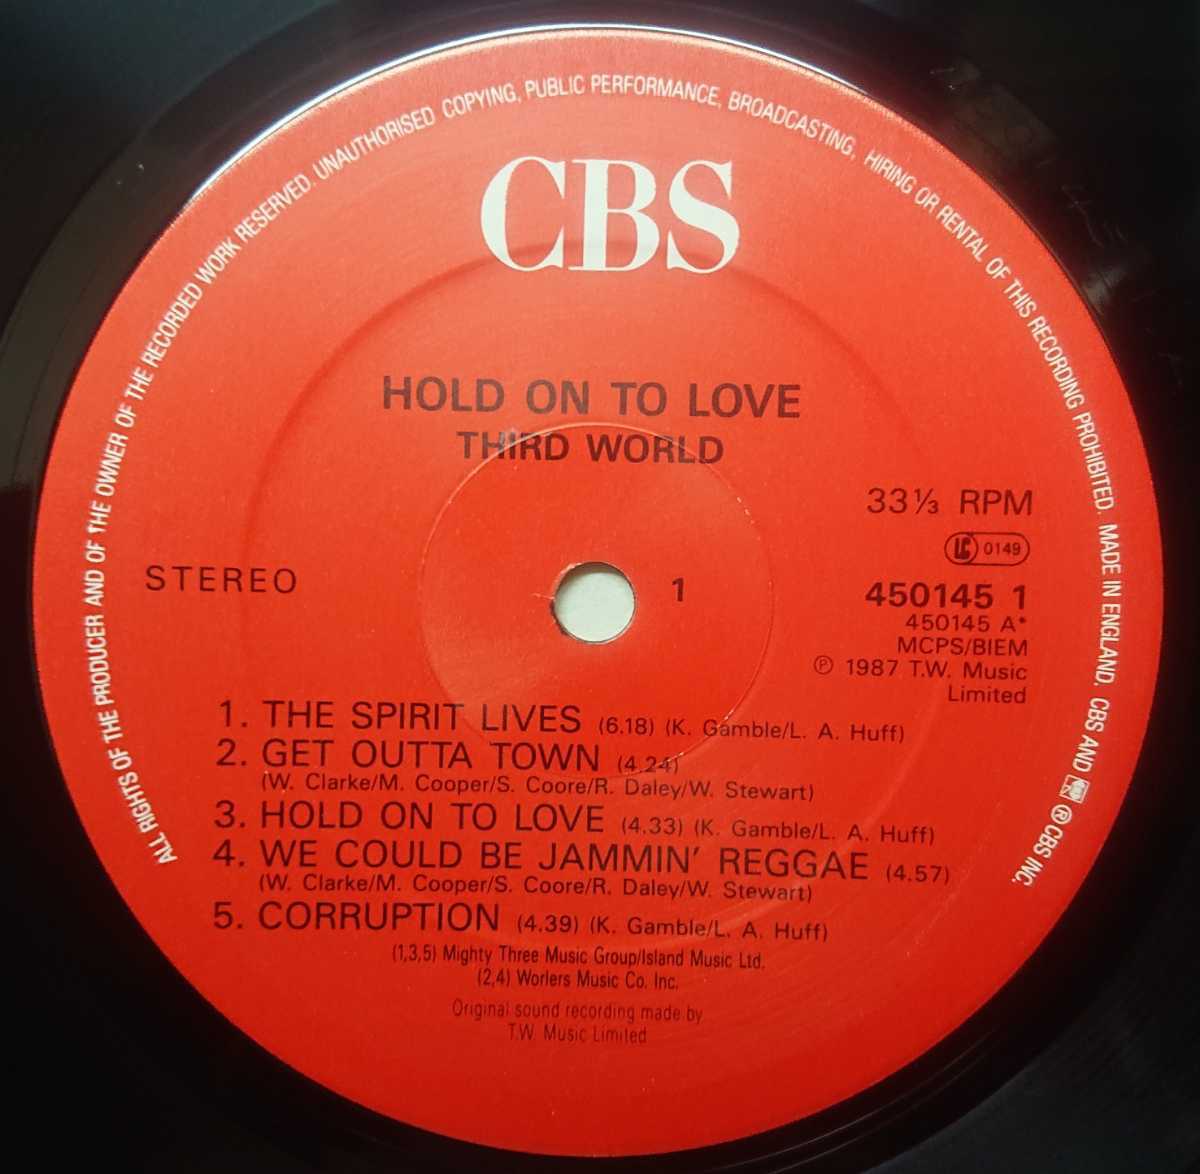 ALL RIGHTS OF THE PRODUCER AND OF THE OWNER OF THE RECORDED WORK RESERVED. UNAUTHORISED COPYING, PUBLIC PERFORMANCE, BROADCASTING, HIRING OR RENTAL OF THIS RECORDING PROHIBITED. MADE IN ENGLAND. CBS AND ® CBS INC.
CBS
HOLD ON TO LOVE
THIRD WORLD
33⅓ RPM
LC 0149
STEREO
1
450145 1
450145 A*
MCPS/BIEM
℗ 1987 T.W. Music
Limited
1. THE SPIRIT LIVES (6.18) (K. Gamble/L. A. Huff)
2. GET OUTTA TOWN (4.24)
(W. Clarke/M. Cooper/S. Coore/R. Daley/W. Stewart)
3. HOLD ON TO LOVE (4.33) (K. Gamble/L. A. Huff)
4. WE COULD BE JAMMIN' REGGAE (4.57)
(W. Clarke/M. Cooper/S. Coore/R. Daley/W. Stewart)
5. CORRUPTION (4.39) (K. Gamble/L. A. Huff)
(1,3,5) Mighty Three Music Group/Island Music Ltd.
(2,4) Worlers Music Co. Inc.
Original sound recording made by
T.W. Music Limited